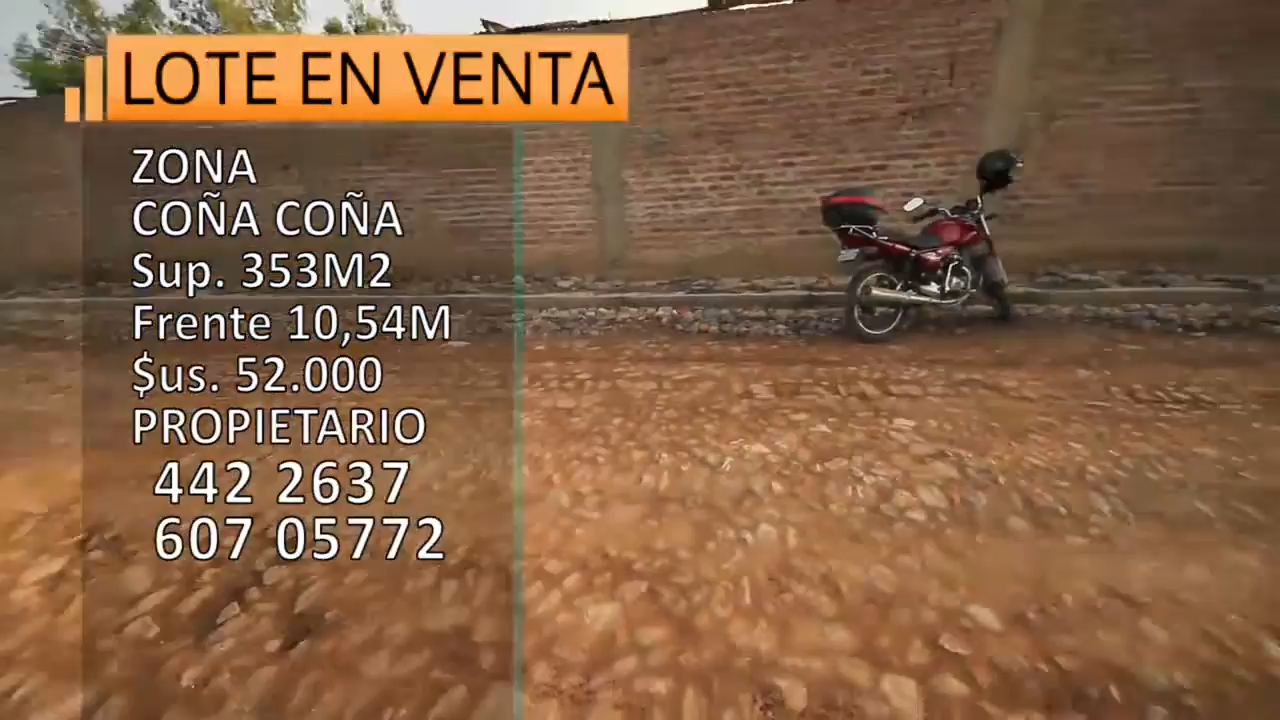 LOTE EN VENTA
ZONA
COÑA COÑA
Sup. 353M2
Frente 10,54M
$us. 52.000
PROPIETARIO
442 2637
607 05772